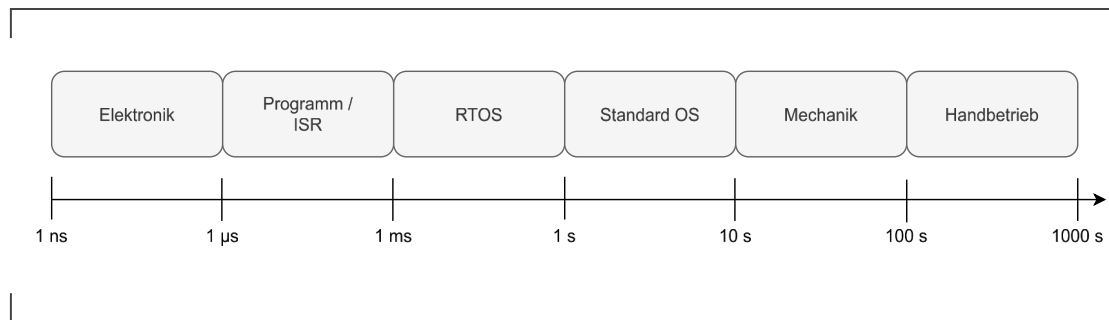 Elektronik
Programm /
ISR
RTOS
Standard OS
Mechanik
Handbetrieb
1 ns
1 µs
1 ms
1 s
10 s
100 s
1000 s